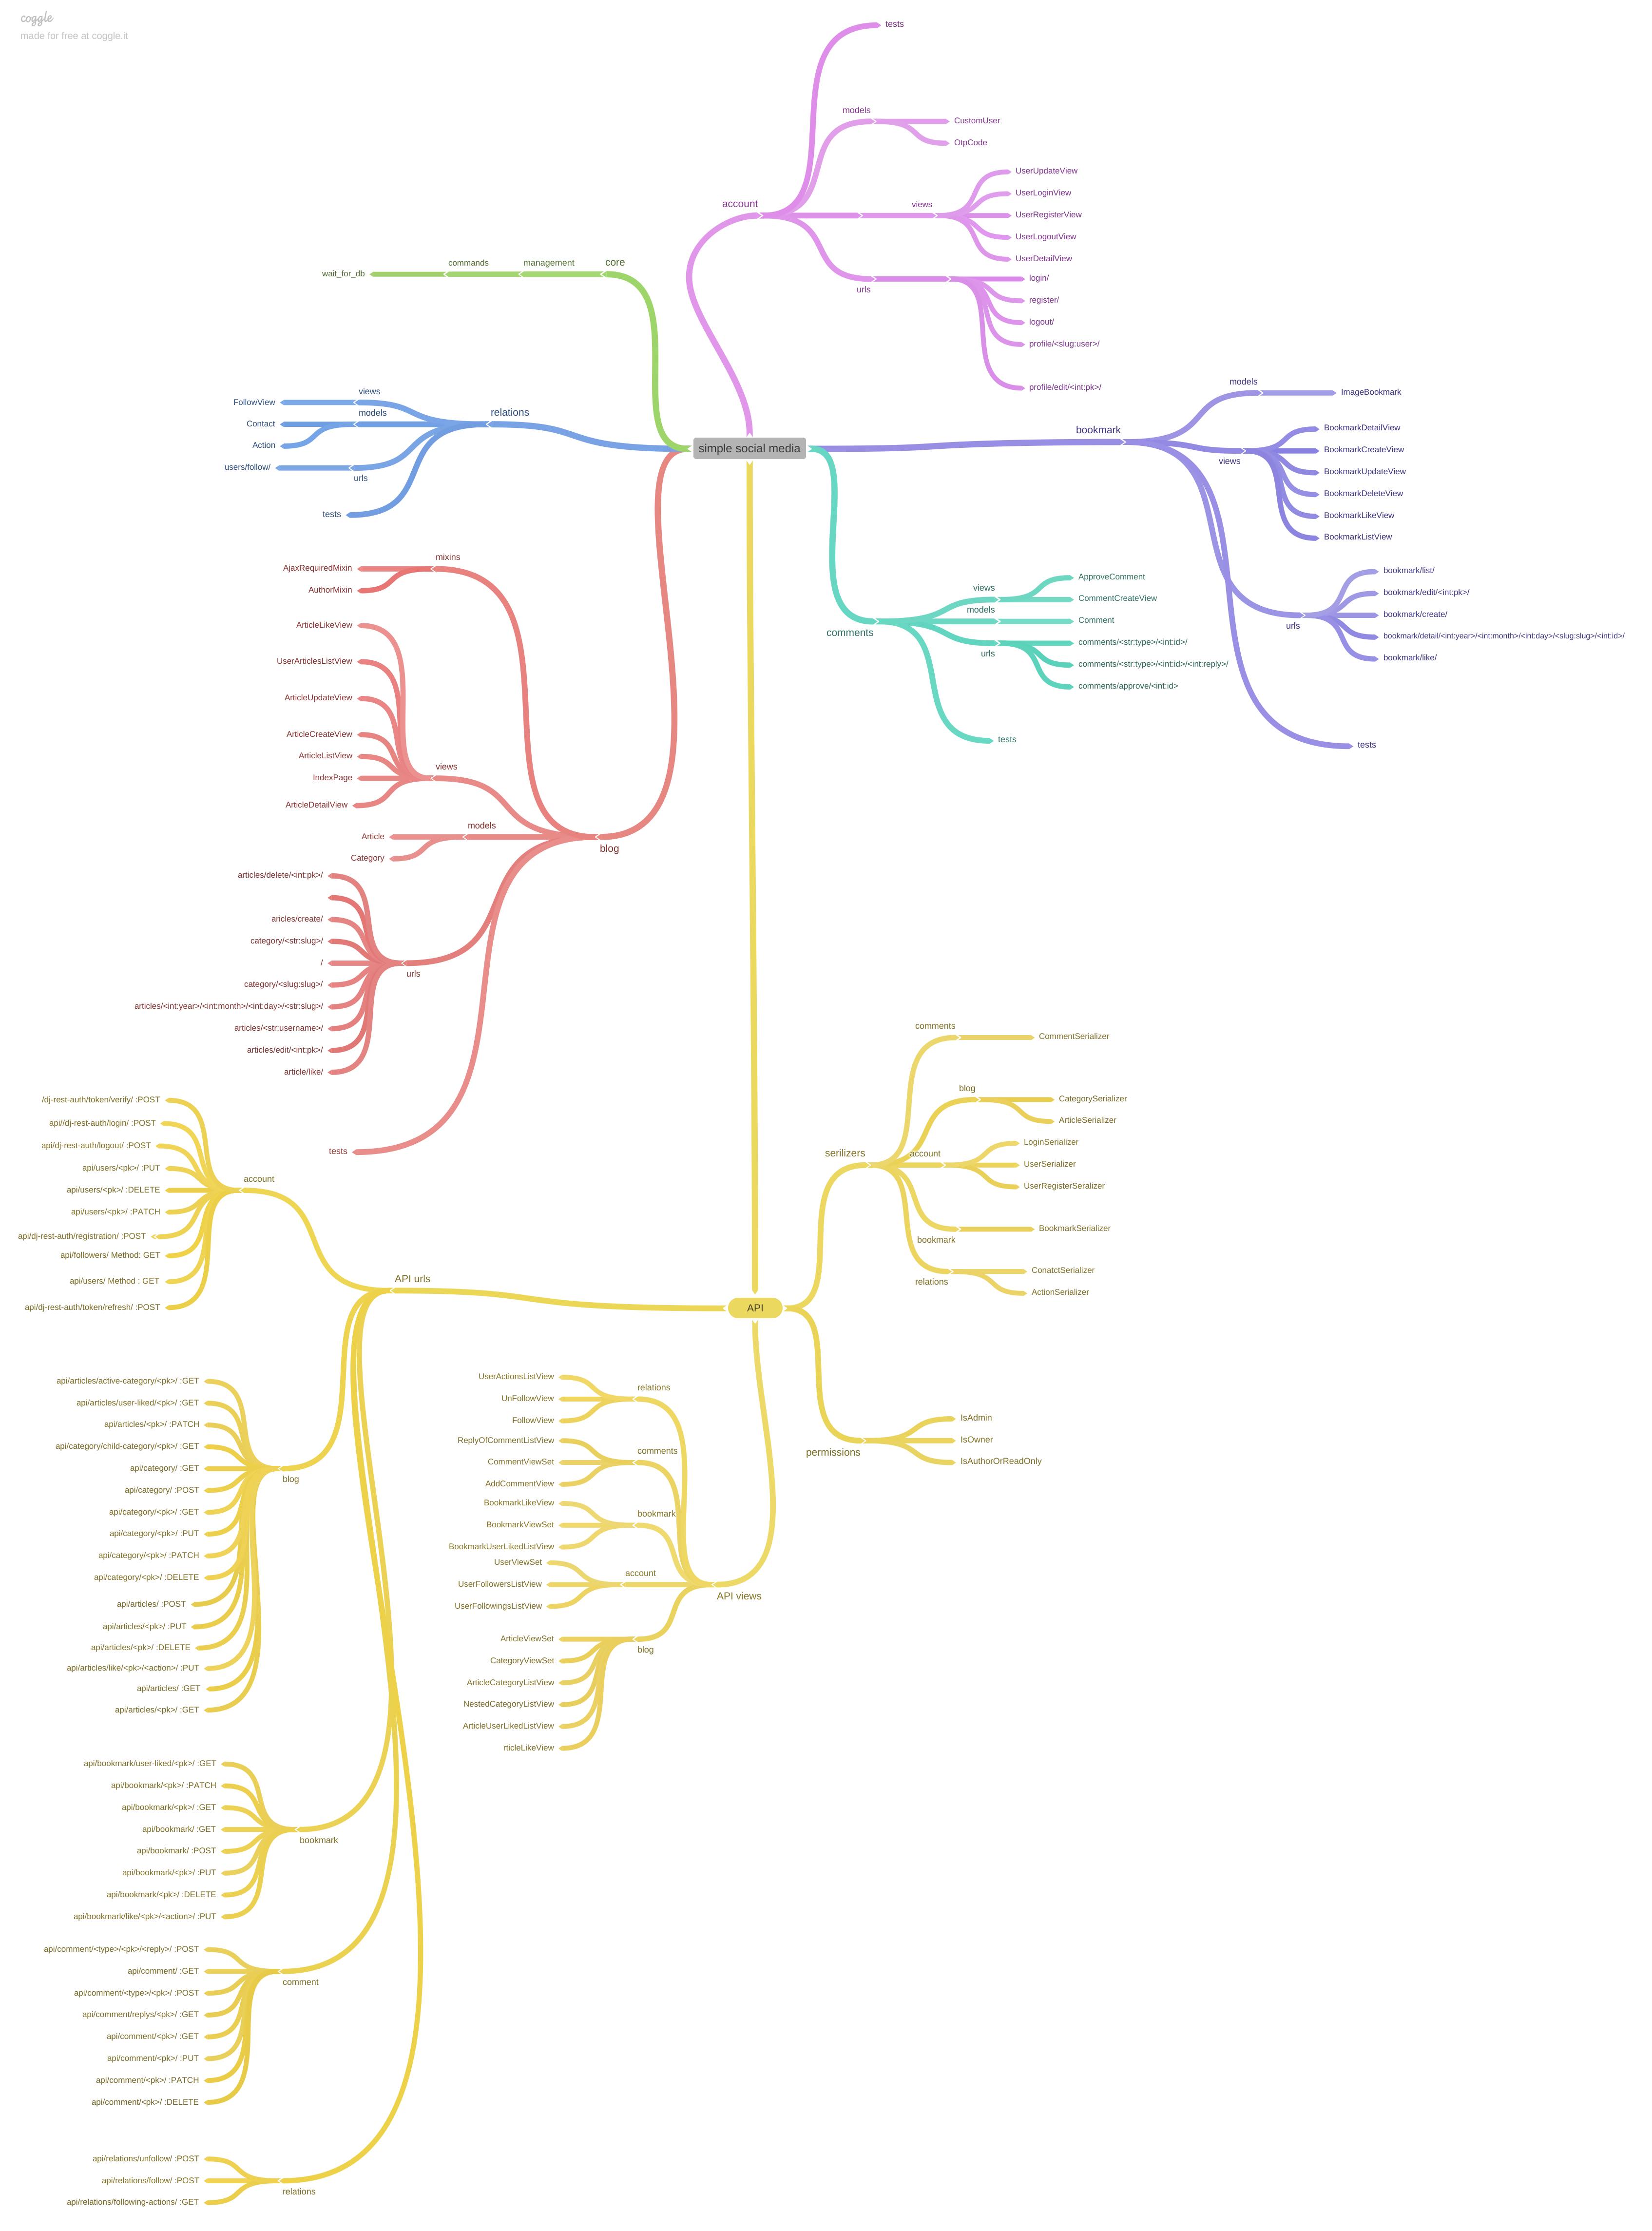 coggle
made for free at coggle.it
simple social media
account
tests
models
CustomUser
OtpCode
views
UserUpdateView
UserLoginView
UserRegisterView
UserLogoutView
UserDetailView
urls
login/
register/
logout/
profile/<slug:user>/
profile/edit/<int:pk>/
core
management
commands
wait_for_db
relations
views
FollowView
models
Contact
Action
urls
users/follow/
tests
bookmark
models
ImageBookmark
views
BookmarkDetailView
BookmarkCreateView
BookmarkUpdateView
BookmarkDeleteView
BookmarkLikeView
BookmarkListView
urls
bookmark/list/
bookmark/edit/<int:pk>/
bookmark/create/
bookmark/detail/<int:year>/<int:month>/<int:day>/<slug:slug>/<int:id>/
bookmark/like/
tests
comments
views
ApproveComment
CommentCreateView
models
Comment
urls
comments/<str:type>/<int:id>/
comments/<str:type>/<int:id>/<int:reply>/
comments/approve/<int:id>
tests
blog
mixins
AjaxRequiredMixin
AuthorMixin
views
ArticleLikeView
UserArticlesListView
ArticleUpdateView
ArticleCreateView
ArticleListView
IndexPage
ArticleDetailView
models
Article
Category
urls
articles/delete/<int:pk>/
aricles/create/
category/<str:slug>/
/
category/<slug:slug>/
articles/<int:year>/<int:month>/<int:day>/<str:slug>/
articles/<str:username>/
articles/edit/<int:pk>/
article/like/
tests
API
serilizers
comments
CommentSerializer
blog
CategorySerializer
ArticleSerializer
account
LoginSerializer
UserSerializer
UserRegisterSeralizer
bookmark
BookmarkSerializer
relations
ConatctSerializer
ActionSerializer
permissions
IsAdmin
IsOwner
IsAuthorOrReadOnly
API urls
account
/dj-rest-auth/token/verify/ :POST
api//dj-rest-auth/login/ :POST
api/dj-rest-auth/logout/ :POST
api/users/<pk>/ :PUT
api/users/<pk>/ :DELETE
api/users/<pk>/ :PATCH
api/dj-rest-auth/registration/ :POST
api/followers/ Method: GET
api/users/ Method : GET
api/dj-rest-auth/token/refresh/ :POST
blog
api/articles/active-category/<pk>/ :GET
api/articles/user-liked/<pk>/ :GET
api/articles/<pk>/ :PATCH
api/category/child-category/<pk>/ :GET
api/category/ :GET
api/category/ :POST
api/category/<pk>/ :GET
api/category/<pk>/ :PUT
api/category/<pk>/ :PATCH
api/category/<pk>/ :DELETE
api/articles/ :POST
api/articles/<pk>/ :PUT
api/articles/<pk>/ :DELETE
api/articles/like/<pk>/<action>/ :PUT
api/articles/ :GET
api/articles/<pk>/ :GET
bookmark
api/bookmark/user-liked/<pk>/ :GET
api/bookmark/<pk>/ :PATCH
api/bookmark/<pk>/ :GET
api/bookmark/ :GET
api/bookmark/ :POST
api/bookmark/<pk>/ :PUT
api/bookmark/<pk>/ :DELETE
api/bookmark/like/<pk>/<action>/ :PUT
comment
api/comment/<type>/<pk>/<reply>/ :POST
api/comment/ :GET
api/comment/<type>/<pk>/ :POST
api/comment/replys/<pk>/ :GET
api/comment/<pk>/ :GET
api/comment/<pk>/ :PUT
api/comment/<pk>/ :PATCH
api/comment/<pk>/ :DELETE
relations
api/relations/unfollow/ :POST
api/relations/follow/ :POST
api/relations/following-actions/ :GET
API views
relations
UserActionsListView
UnFollowView
FollowView
comments
ReplyOfCommentListView
CommentViewSet
AddCommentView
bookmark
BookmarkLikeView
BookmarkViewSet
BookmarkUserLikedListView
account
UserViewSet
UserFollowersListView
UserFollowingsListView
blog
ArticleViewSet
CategoryViewSet
ArticleCategoryListView
NestedCategoryListView
ArticleUserLikedListView
rticleLikeView